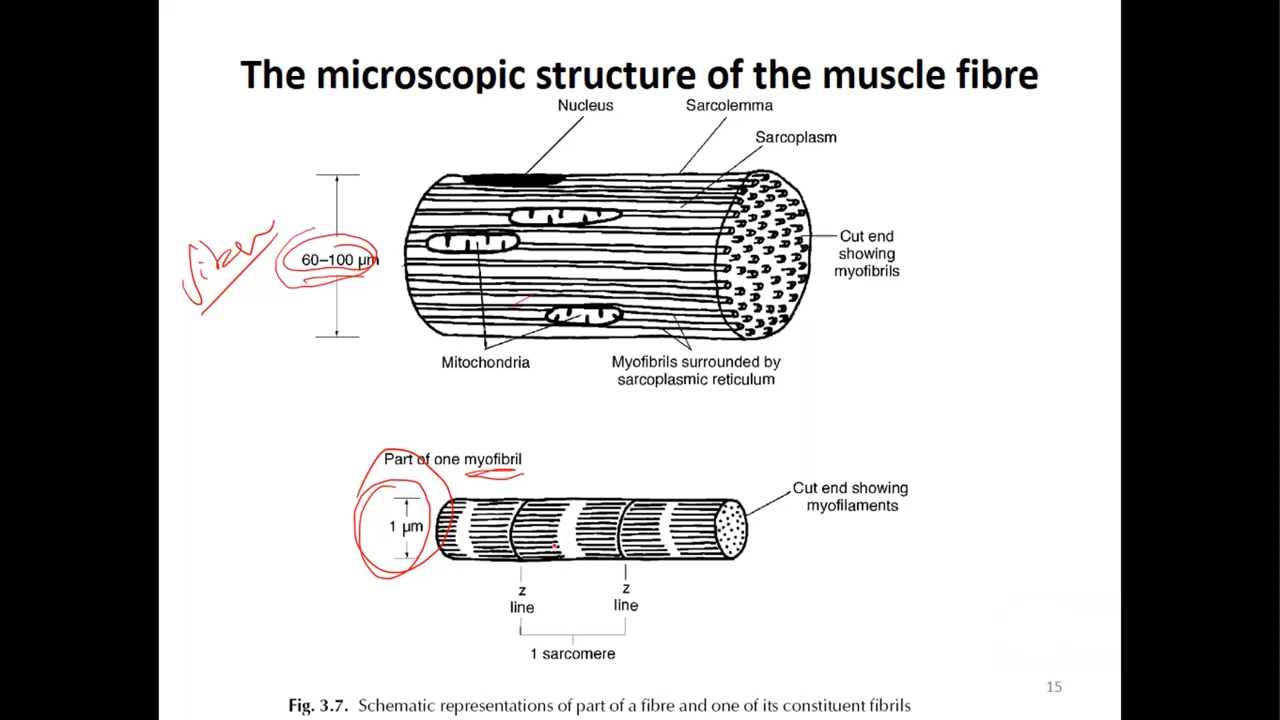 The microscopic structure of the muscle fibre
Nucleus
Sarcolemma
Sarcoplasm
fiber
60–100 µm
Cut end
showing
myofibrils
Mitochondria
Myofibrils surrounded by
sarcoplasmic reticulum
Part of one myofibril
Cut end showing
myofilaments
1 µm
z
line
z
line
1 sarcomere
15
Fig. 3.7. Schematic representations of part of a fibre and one of its constituent fibrils